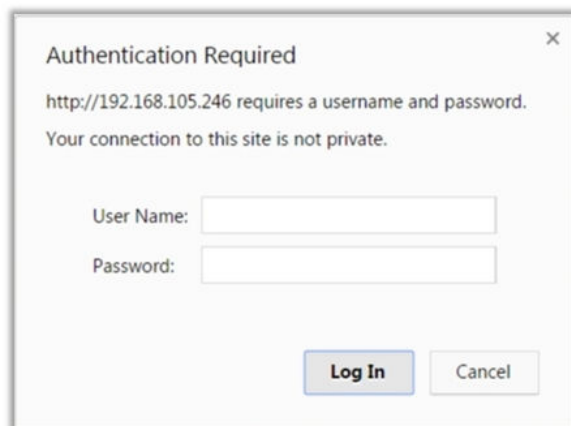 Authentication Required
http://192.168.105.246 requires a username and password.
Your connection to this site is not private.
User Name:
Password:
Log In
Cancel